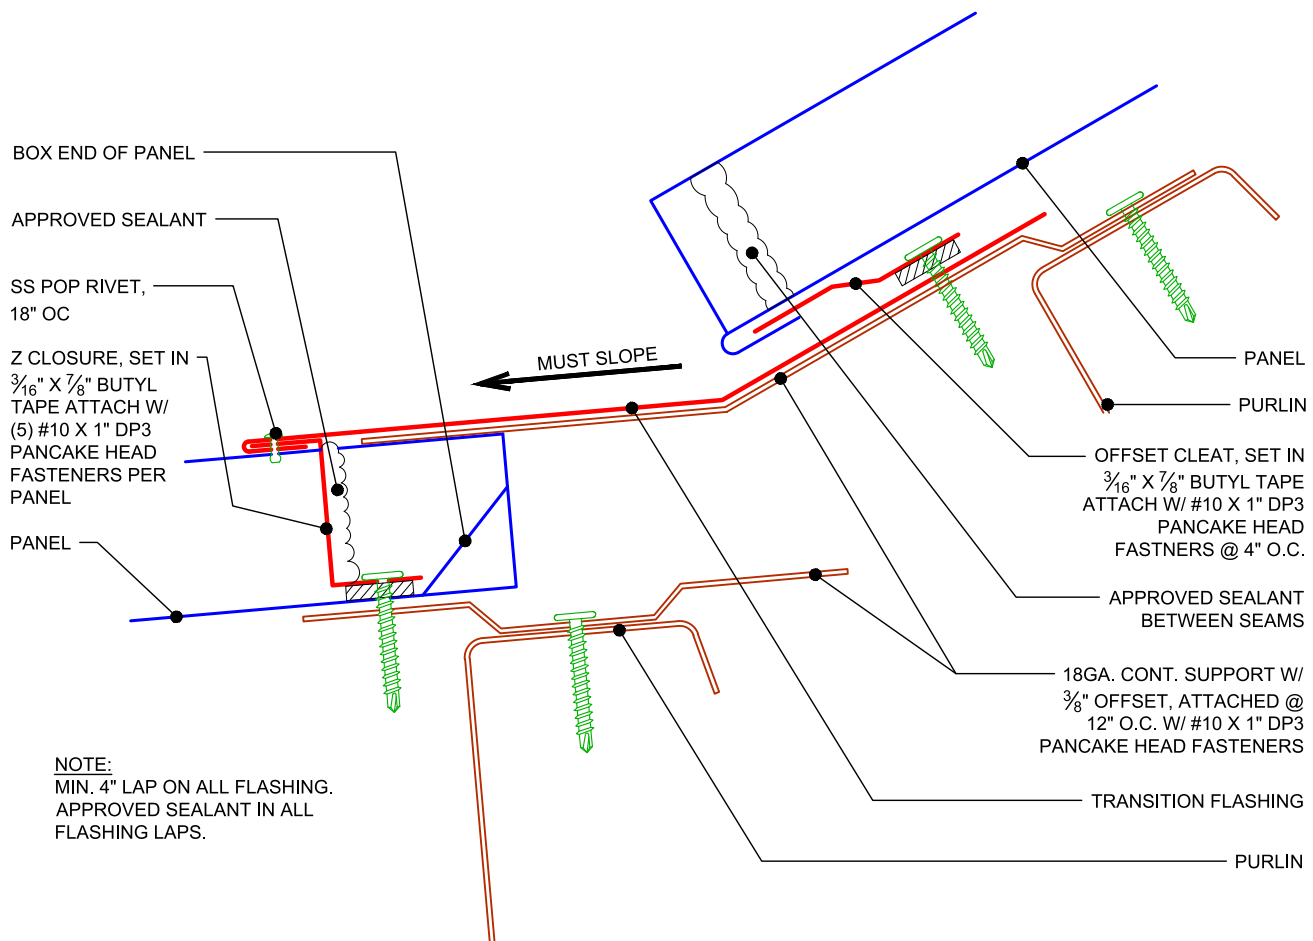 BOX END OF PANEL
APPROVED SEALANT
SS POP RIVET,
18" OC
Z CLOSURE, SET IN
3⁄16" X 7⁄8" BUTYL
TAPE ATTACH W/
(5) #10 X 1" DP3
PANCAKE HEAD
FASTENERS PER
PANEL
PANEL
MUST SLOPE
PANEL
PURLIN
OFFSET CLEAT, SET IN
3⁄16" X 7⁄8" BUTYL TAPE
ATTACH W/ #10 X 1" DP3
PANCAKE HEAD
FASTNERS @ 4" O.C.
APPROVED SEALANT
BETWEEN SEAMS
18GA. CONT. SUPPORT W/
3⁄8" OFFSET, ATTACHED @
12" O.C. W/ #10 X 1" DP3
PANCAKE HEAD FASTENERS
TRANSITION FLASHING
PURLIN
NOTE:
MIN. 4" LAP ON ALL FLASHING.
APPROVED SEALANT IN ALL
FLASHING LAPS.